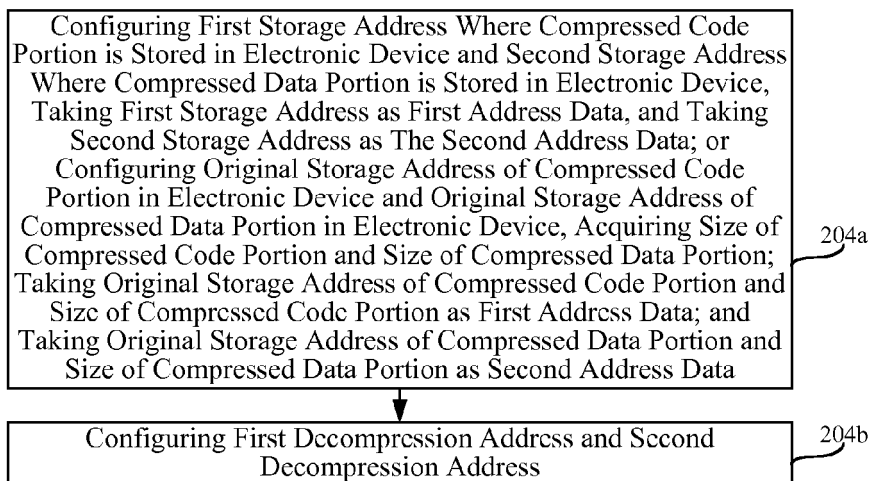 Configuring First Storage Address Where Compressed Code
Portion is Stored in Electronic Device and Second Storage Address
Where Compressed Data Portion is Stored in Electronic Device,
Taking First Storage Address as First Address Data, and Taking
Second Storage Address as The Second Address Data; or
Configuring Original Storage Address of Compressed Code
Portion in Electronic Device and Original Storage Address of
Compressed Data Portion in Electronic Device, Acquiring Size of
Compressed Code Portion and Size of Compressed Data Portion;
Taking Original Storage Address of Compressed Code Portion and
Size of Compressed Code Portion as First Address Data; and
Taking Original Storage Address of Compressed Data Portion and
Size of Compressed Data Portion as Second Address Data
204a
Configuring First Decompression Address and Second
Decompression Address
204b